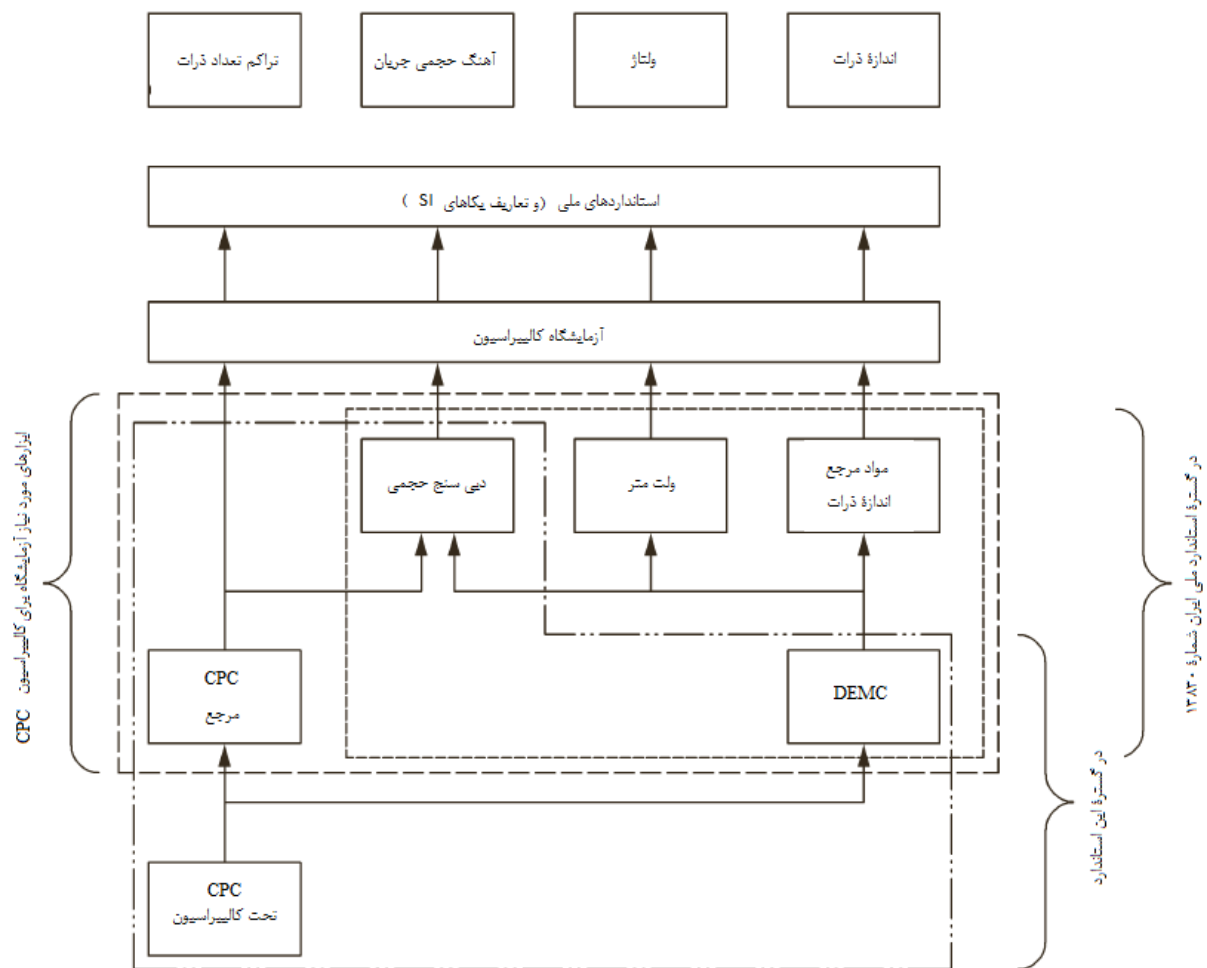 اندازهٔ ذرات
ولتاژ
آهنگ حجمی جریان
تراکم تعداد ذرات
استانداردهای ملی (و تعاریف یکاهای SI )
آزمایشگاه کالیبراسیون
مواد مرجع
اندازهٔ ذرات
ولت متر
دبی سنج حجمی
DEMC
CPC
مرجع
CPC
تحت کالیبراسیون
در گسترهٔ استاندارد ملی ایران شمارهٔ ۱۳۸۳۰
در گسترهٔ این استاندارد
ابزارهای مورد نیاز آزمایشگاه برای کالیبراسیون CPC